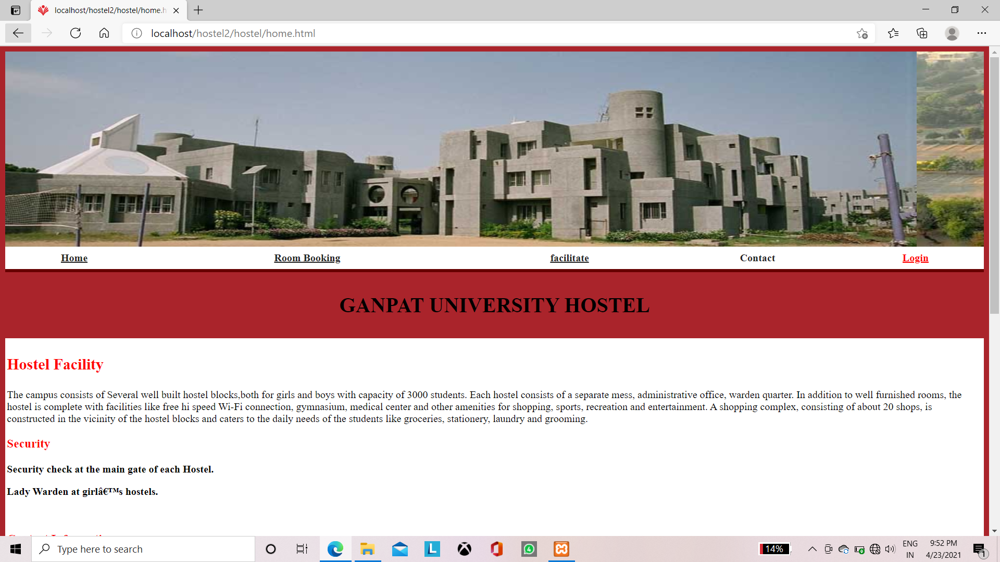 localhost/hostel2/hostel/home.h
localhost/hostel2/hostel/home.html
Home Room Booking facilitate Contact Login
GANPAT UNIVERSITY HOSTEL
Hostel Facility
The campus consists of Several well built hostel blocks,both for girls and boys with capacity of 3000 students. Each hostel consists of a separate mess, administrative office, warden quarter. In addition to well furnished rooms, the
hostel is complete with facilities like free hi speed Wi-Fi connection, gymnasium, medical center and other amenities for shopping, sports, recreation and entertainment. A shopping complex, consisting of about 20 shops, is
constructed in the vicinity of the hostel blocks and caters to the daily needs of the students like groceries, stationery, laundry and grooming.
Security
Security check at the main gate of each Hostel.
Lady Warden at girlâ€™s hostels.
Type here to search
L
4
14%
ENG
IN
9:52 PM
4/23/2021
1